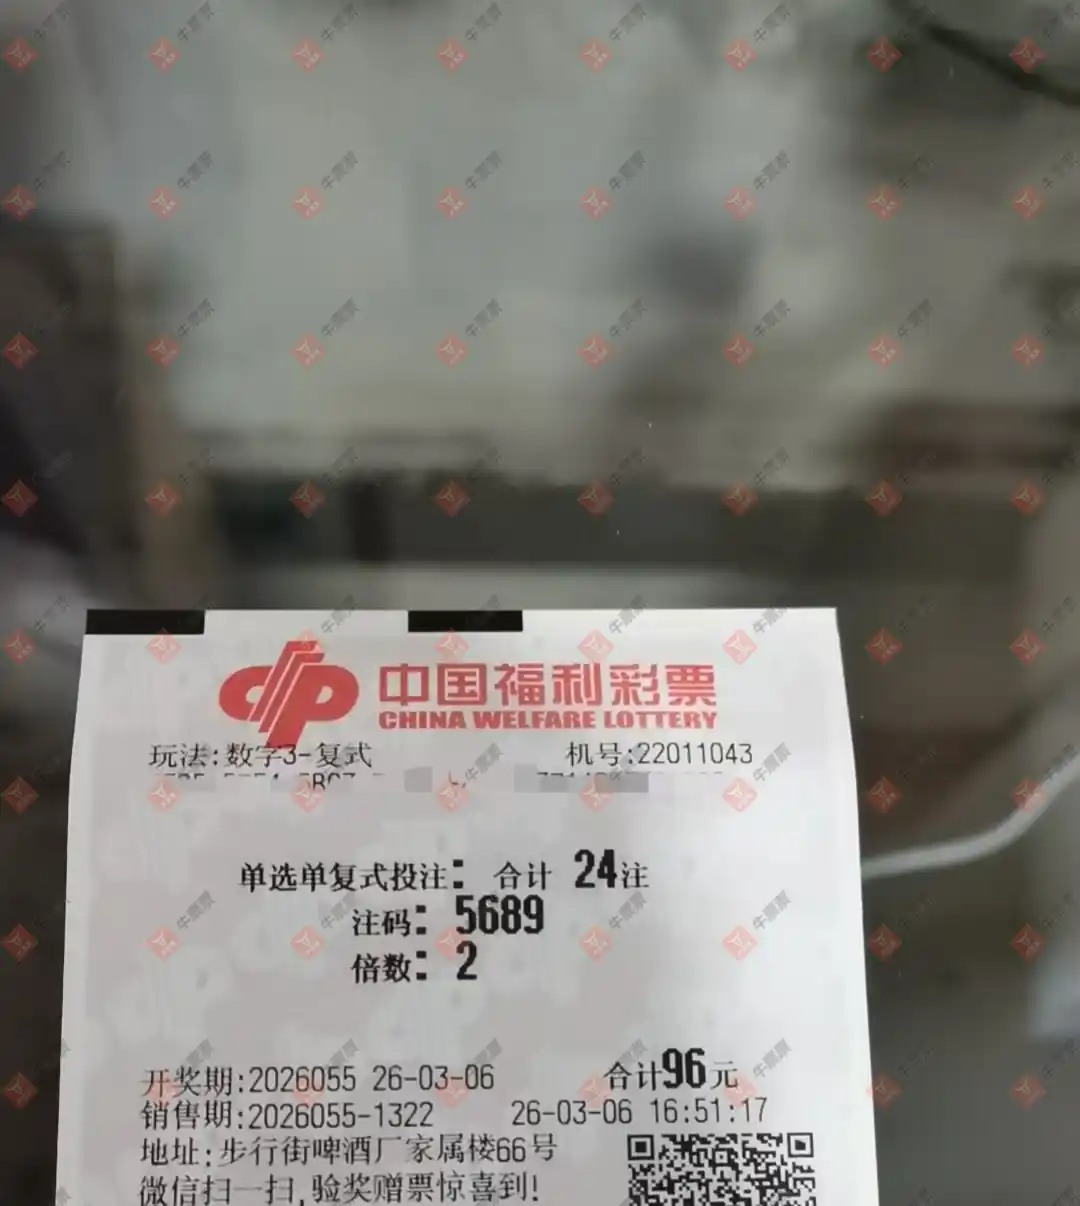 中国福利彩票
CHINA WELFARE LOTTERY
玩法:数字3-复式 机号:22011043
单选单复式投注: 合计 24注
注码: 5689
倍数: 2
开奖期:2026055 26-03-06 合计96元
销售期:2026055-1322 26-03-06 16:51:17
地址:步行街啤酒厂家属楼66号
微信扫一扫,验奖赠票惊喜到!